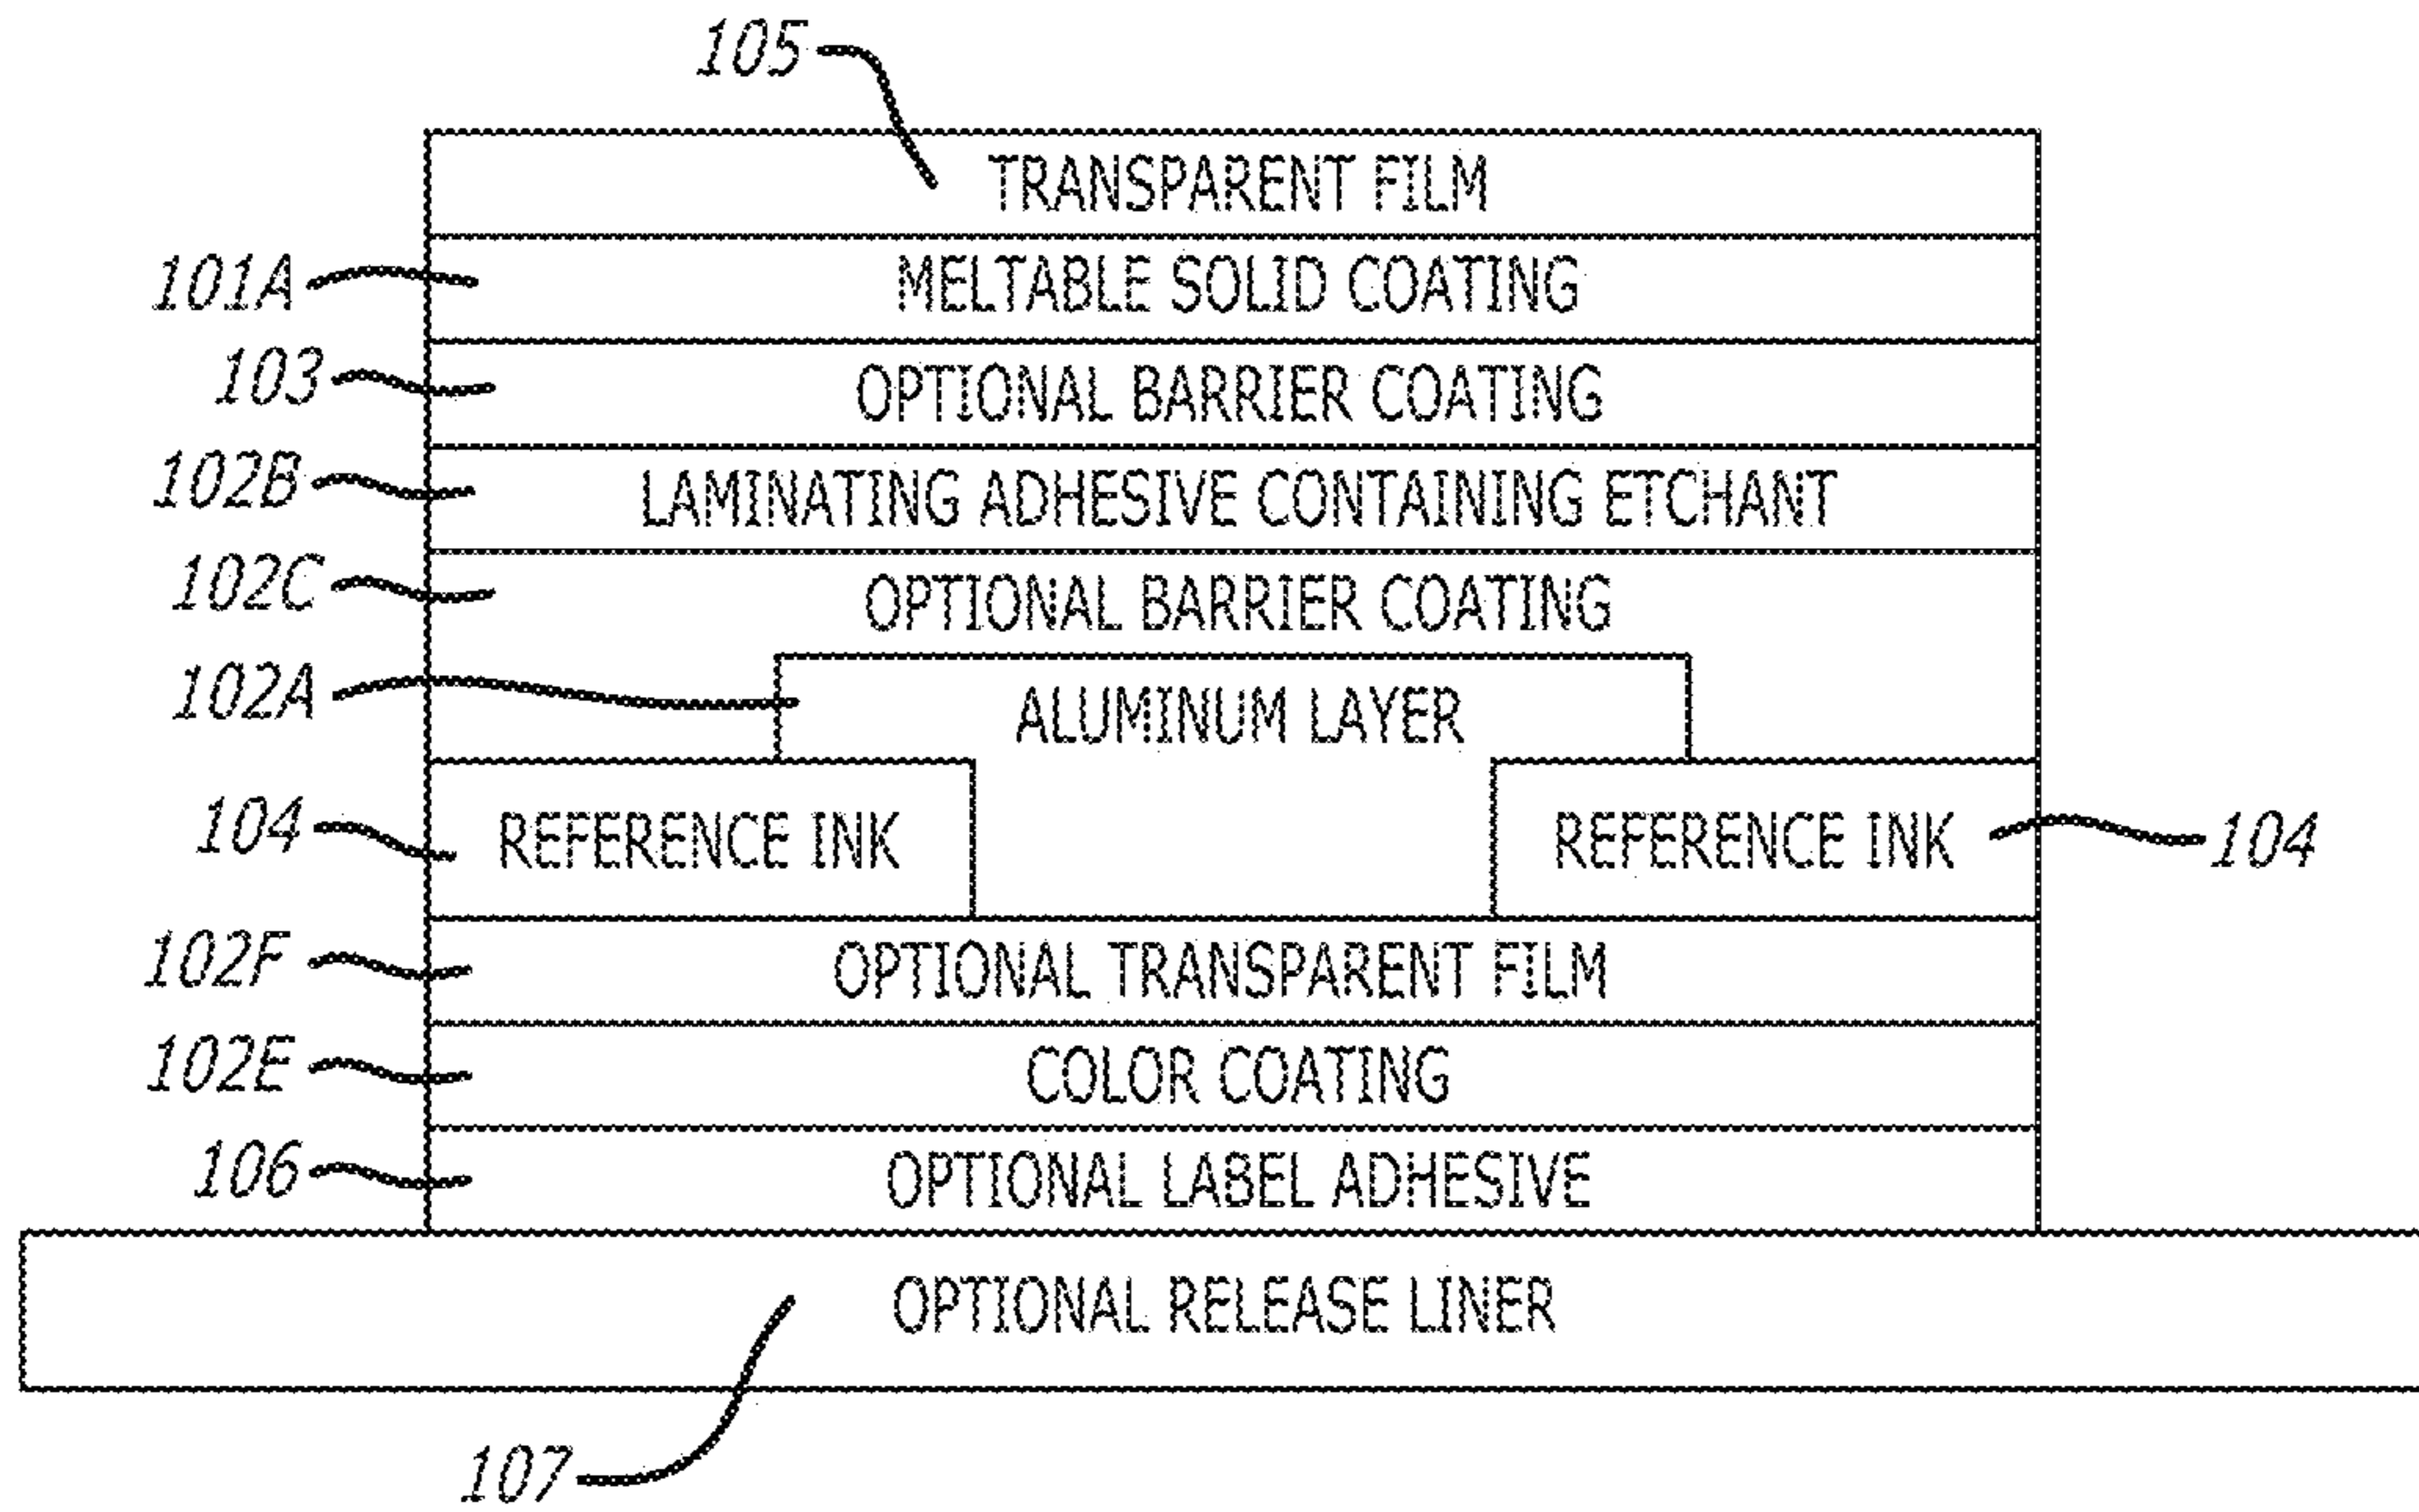 105
TRANSPARENT FILM
101A MELTABLE SOLID COATING
103 OPTIONAL BARRIER COATING
102B LAMINATING ADHESIVE CONTAINING ETCHANT
102C OPTIONAL BARRIER COATING
102A ALUMINUM LAYER
104 REFERENCE INK REFERENCE INK 104
102F OPTIONAL TRANSPARENT FILM
102E COLOR COATING
106 OPTIONAL LABEL ADHESIVE
OPTIONAL RELEASE LINER
107